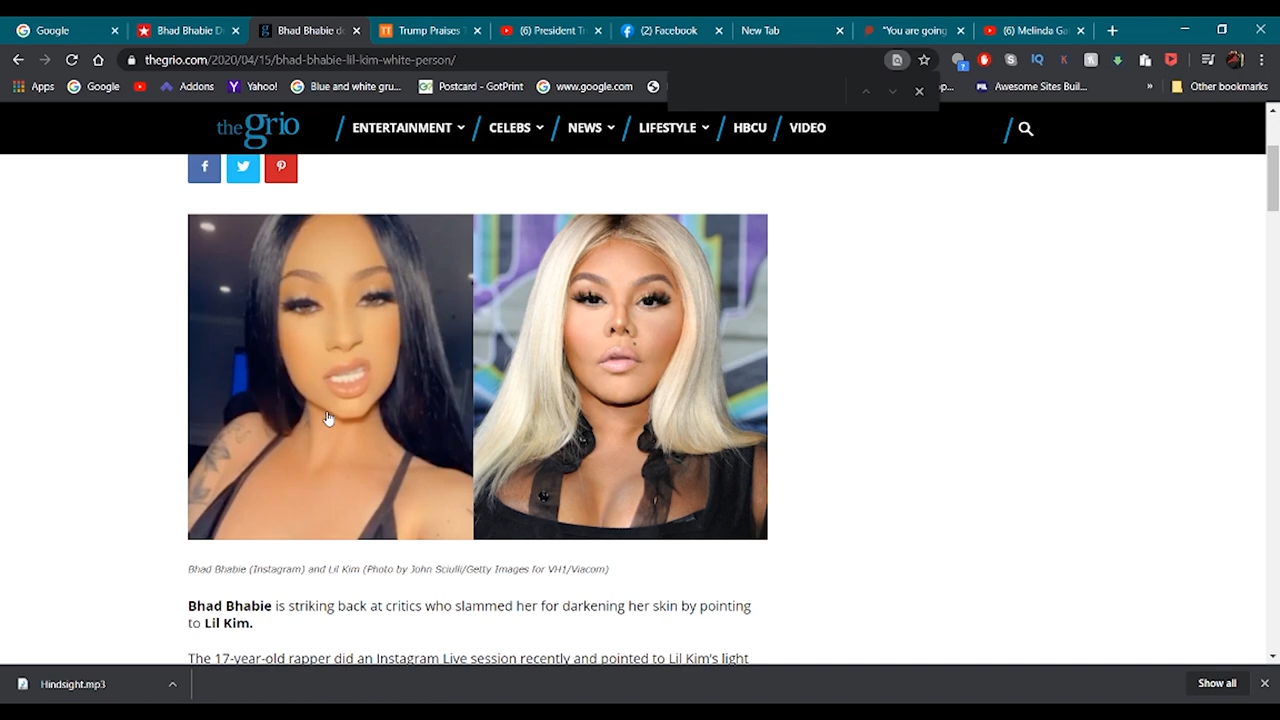 Google
Bhad Bhabie D
Bhad Bhabie de
Trump Praises T
(6) President Tr
(2) Facebook
New Tab
"You are going
(6) Melinda Ga
thegrio.com/2020/04/15/bhad-bhabie-lil-kim-white-person/
Apps
Google
Addons
Yahoo!
Blue and white gru...
Postcard - GotPrint
www.google.com
p...
Awesome Sites Buil...
»
Other bookmarks
the grio
ENTERTAINMENT
CELEBS
NEWS
LIFESTYLE
HBCU
VIDEO
Bhad Bhabie (Instagram) and Lil Kim (Photo by John Sciulli/Getty Images for VH1/Viacom)
Bhad Bhabie is striking back at critics who slammed her for darkening her skin by pointing
to Lil Kim.
The 17-year-old rapper did an Instagram Live session recently and pointed to Lil Kim's light
Hindsight.mp3
Show all